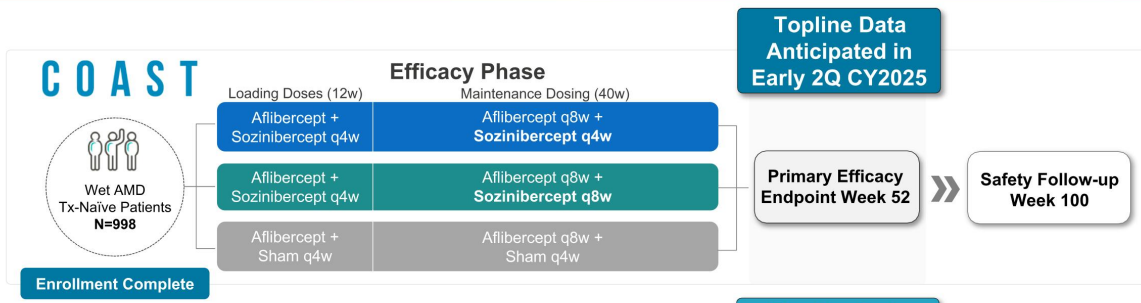 Topline Data
Anticipated in
Early 2Q CY2025
COAST
Efficacy Phase
Loading Doses (12w)
Maintenance Dosing (40w)
Aflibercept +
Sozinibercept q4w
Aflibercept q8w +
Sozinibercept q4w
Wet AMD
Tx-Naïve Patients
N=998
Aflibercept +
Sozinibercept q4w
Aflibercept q8w +
Sozinibercept q8w
Aflibercept +
Sham q4w
Aflibercept q8w +
Sham q4w
Primary Efficacy
Endpoint Week 52
Safety Follow-up
Week 100
Enrollment Complete